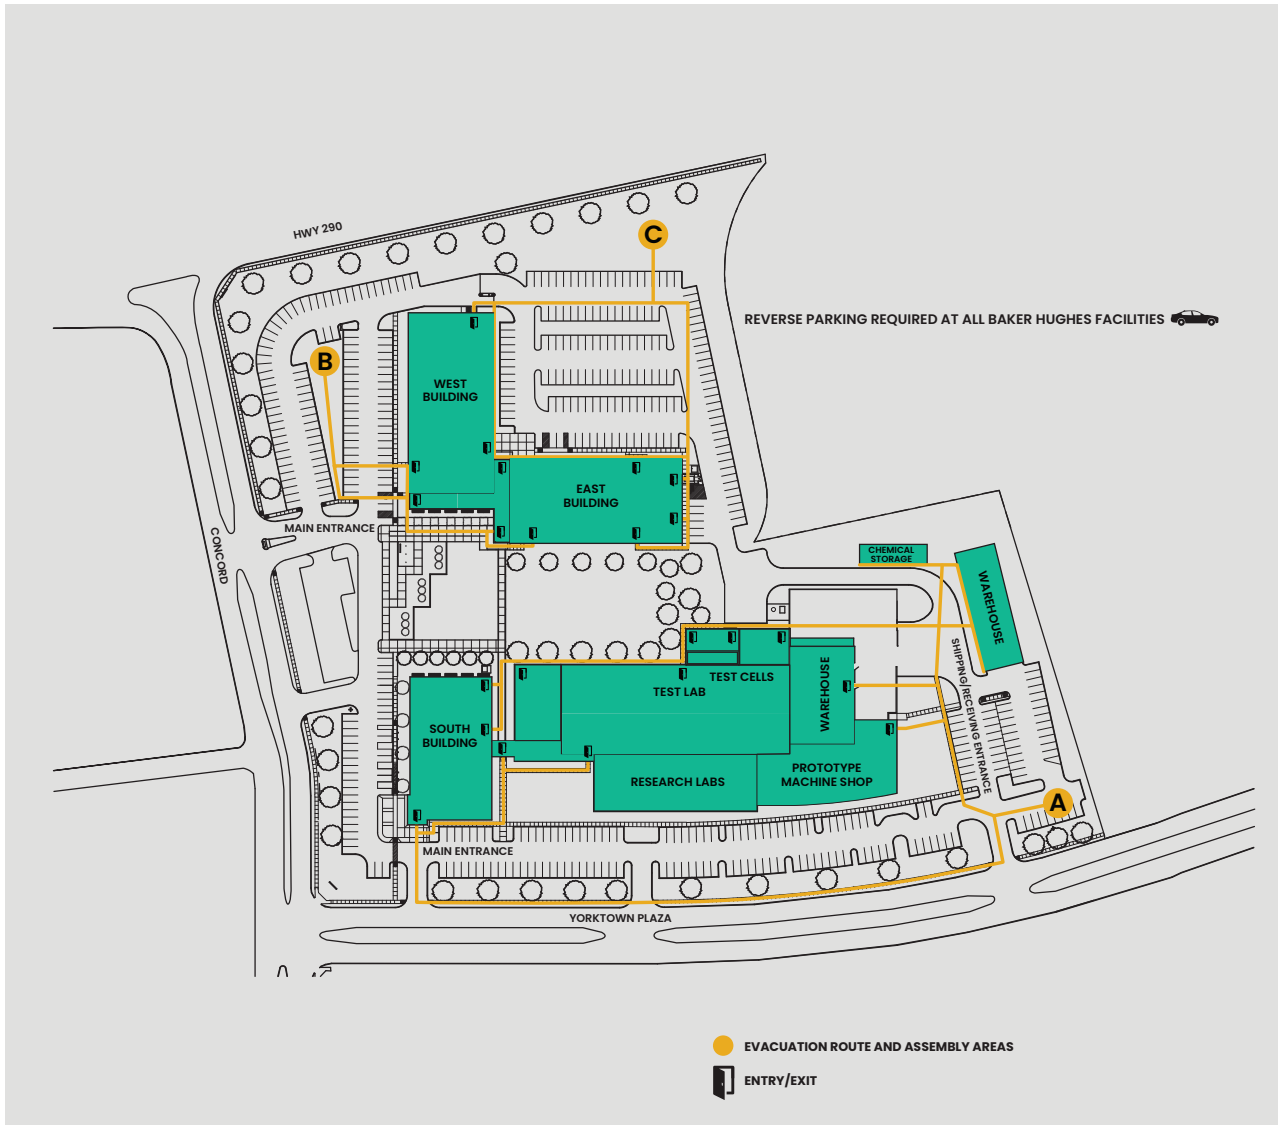 HWY 290
C
REVERSE PARKING REQUIRED AT ALL BAKER HUGHES FACILITIES
B
WEST
BUILDING
EAST
BUILDING
MAIN ENTRANCE
CONCORD
CHEMICAL
STORAGE
WAREHOUSE
SHIPPING/RECEIVING ENTRANCE
TEST CELLS
TEST LAB
WAREHOUSE
SOUTH
BUILDING
RESEARCH LABS
PROTOTYPE
MACHINE SHOP
A
MAIN ENTRANCE
YORKTOWN PLAZA
EVACUATION ROUTE AND ASSEMBLY AREAS
ENTRY/EXIT